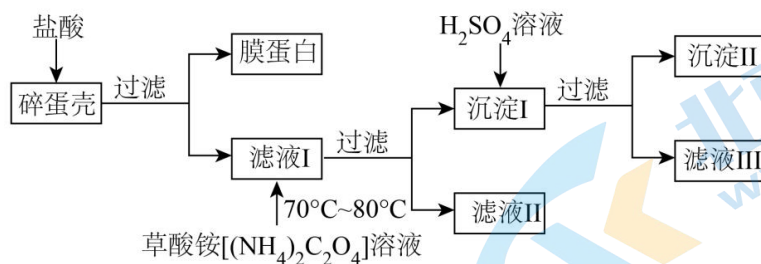 盐酸
碎蛋壳
过滤
膜蛋白
滤液I
70°C~80°C
草酸铵[(NH₄)₂C₂O₄]溶液
过滤
H₂SO₄溶液
沉淀I
滤液II
过滤
沉淀II
滤液III